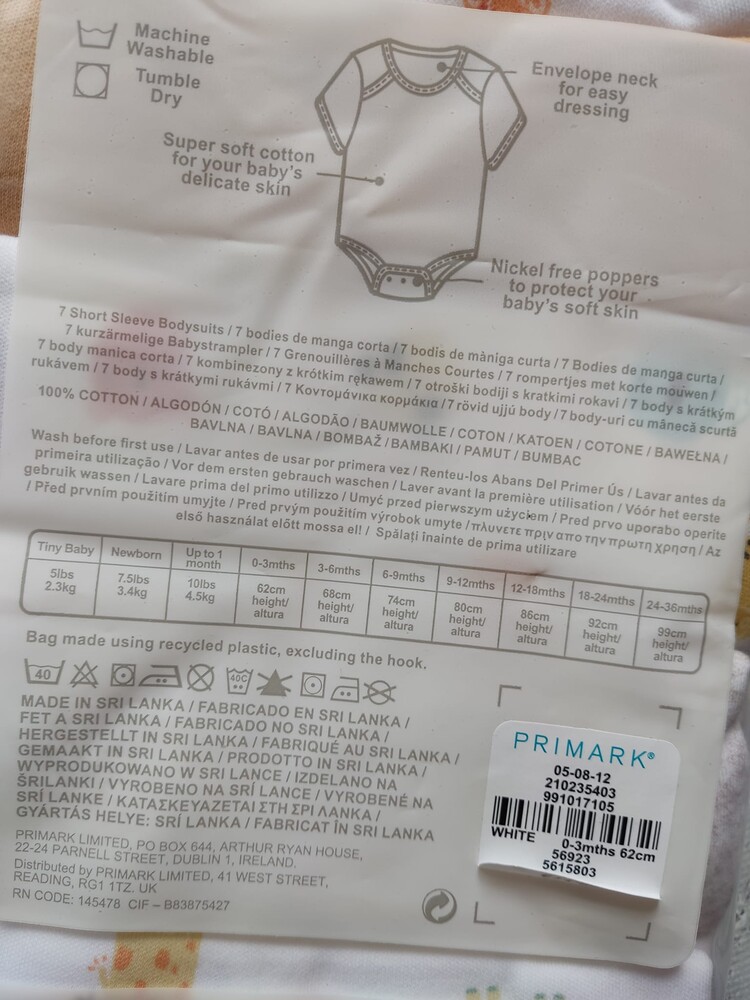 Machine
Washable
Tumble
Dry
Envelope neck
for easy
dressing
Super soft cotton
for your baby's
delicate skin
Nickel free poppers
to protect your
baby's soft skin
7 Short Sleeve Bodysuits / 7 bodies de manga corta / 7 bodis de màniga curta / 7 Bodies de manga curta /
7 kurzärmelige Babystrampler / 7 Grenouillères à Manches Courtes / 7 rompertjes met korte mouwen /
7 body manica corta / 7 kombinezony z krótkim rękawem / 7 otroški bodiji s kratkimi rokavi / 7 body s krátkým
rukávem / 7 body s krátkymi rukávmi / 7 Κοντομάνικα κορμάκια / 7 rövid ujjú body / 7 body-uri cu mânecă scurtă
100% COTTON / ALGODÓN / COTÓ / ALGODÃO / BAUMWOLLE / COTON / KATOEN / COTONE / BAWEŁNA /
BAVLNA / BAVLNA / BOMBAŽ / BAMBAKI / PAMUT / BUMBAC
Wash before first use / Lavar antes de usar por primera vez / Renteu-los Abans Del Primer Ús / Lavar antes da
primeira utilização / Vor dem ersten gebrauch waschen / Laver avant la première utilisation / Vóór het eerste
gebruik wassen / Lavare prima del primo utilizzo / Umyć przed pierwszym użyciem / Pred prvo uporabo operite
/ Před prvním použitím umyjte / Pred prvým použitím výrobok umyte / πλυνετε πριν απο την πρωτη χρηση / Az
első használat előtt mossa el! / Spălați înainte de prima utilizare
Tiny Baby Newborn Up to 1 month 0-3mths 3-6mths 6-9mths 9-12mths 12-18mths 18-24mths 24-36mths
5lbs 7.5lbs 10lbs 62cm 68cm 74cm 80cm 86cm 92cm 99cm
2.3kg 3.4kg 4.5kg height/ height/ height/ height/ height/ height/ height/
altura altura altura altura altura altura altura
Bag made using recycled plastic, excluding the hook.
40 40C
MADE IN SRI LANKA / FABRICADO EN SRI LANKA /
FET A SRI LANKA / FABRICADO NO SRI LANKA /
HERGESTELLT IN SRI LANKA / FABRIQUÉ AU SRI LANKA /
GEMAAKT IN SRI LANKA / PRODOTTO IN SRI LANKA /
WYPRODUKOWANO W SRI LANCE / IZDELANO NA
ŠRILANKI / VYROBENO NA SRÍ LANCE / VYROBENÉ NA
SRÍ LANKE / ΚΑΤΑΣΚΕΥΑΖΕΤΑΙ ΣΤΗ ΣΡΙ ΛΑΝΚΑ /
GYÁRTÁS HELYE: SRÍ LANKA / FABRICAT ÎN SRI LANKA
PRIMARK LIMITED, PO BOX 644, ARTHUR RYAN HOUSE,
22-24 PARNELL STREET, DUBLIN 1, IRELAND.
Distributed by PRIMARK LIMITED, 41 WEST STREET,
READING, RG1 1TZ. UK
RN CODE: 145478 CIF – B83875427
PRIMARK®
05-08-12
210235403
991017105
WHITE 0-3mths 62cm
56923
5615803